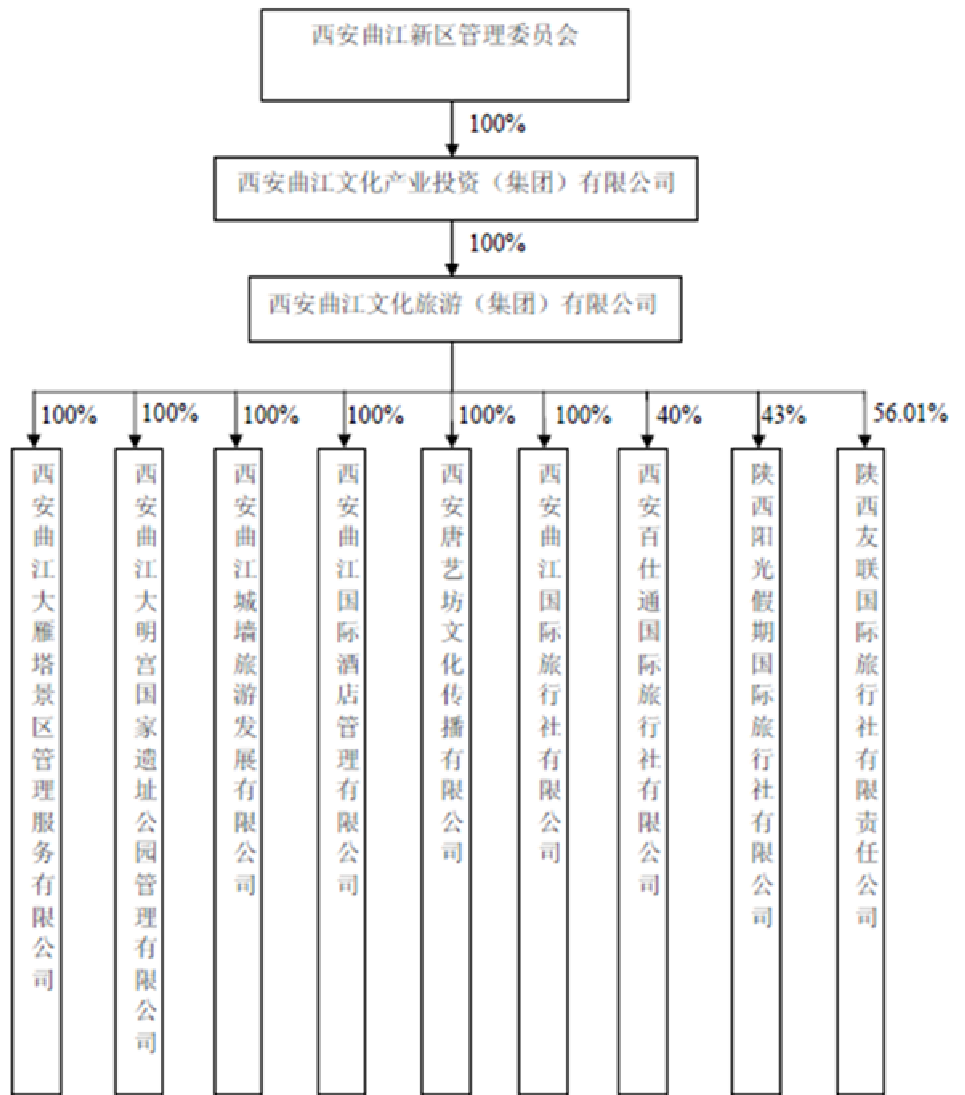 西安曲江新区管理委员会
100%
西安曲江文化产业投资（集团）有限公司
100%
西安曲江文化旅游（集团）有限公司
100%
100%
100%
100%
100%
100%
40%
43%
56.01%
西安曲江大雁塔景区管理服务有限公司
西安曲江大明宫国家遗址公园管理有限公司
西安曲江城墙旅游发展有限公司
西安曲江国际酒店管理有限公司
西安唐艺坊文化传播有限公司
西安曲江国际旅行社有限公司
西安百仕通国际旅行社有限公司
陕西阳光假期国际旅行社有限公司
陕西友联国际旅行社有限责任公司